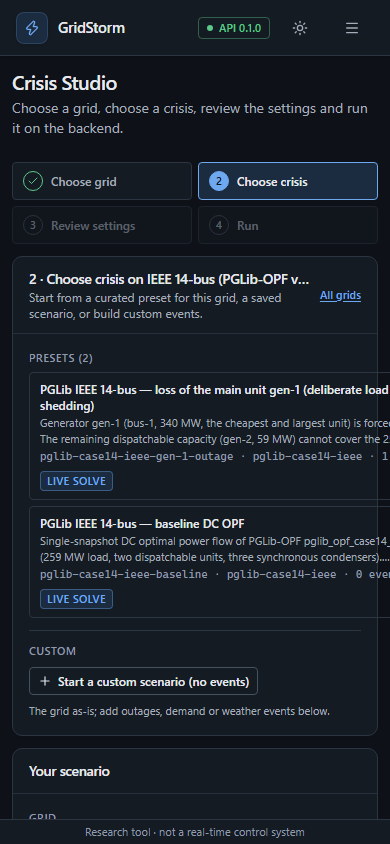 GridStorm
API 0.1.0
Crisis Studio
Choose a grid, choose a crisis, review the settings and run
it on the backend.
Choose grid
2 Choose crisis
3 Review settings
4 Run
2 · Choose crisis on IEEE 14-bus (PGLib-OPF v...
Start from a curated preset for this grid, a saved
scenario, or build custom events.
All grids
PRESETS (2)
PGLib IEEE 14-bus — loss of the main unit gen-1 (deliberate load
shedding)
Generator gen-1 (bus-1, 340 MW, the cheapest and largest unit) is force
The remaining dispatchable capacity (gen-2, 59 MW) cannot cover the 2
pglib-case14-ieee-gen-1-outage · pglib-case14-ieee · 1
LIVE SOLVE
PGLib IEEE 14-bus — baseline DC OPF
Single-snapshot DC optimal power flow of PGLib-OPF pglib_opf_case14_
(259 MW load, two dispatchable units, three synchronous condensers)....
pglib-case14-ieee-baseline · pglib-case14-ieee · 0 eve
LIVE SOLVE
CUSTOM
+ Start a custom scenario (no events)
The grid as-is; add outages, demand or weather events below.
Your scenario
GRID
Research tool · not a real-time control system